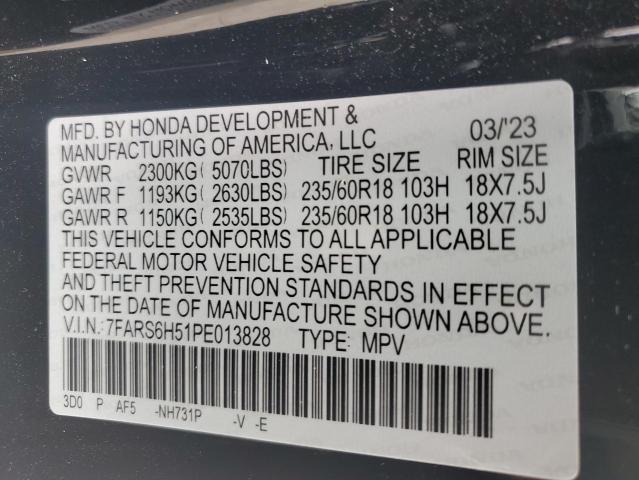 MFD. BY HONDA DEVELOPMENT &
MANUFACTURING OF AMERICA, LLC 03/'23
GVWR 2300KG( 5070LBS) TIRE SIZE RIM SIZE
GAWR F 1193KG( 2630LBS) 235/60R18 103H 18X7.5J
GAWR R 1150KG( 2535LBS) 235/60R18 103H 18X7.5J
THIS VEHICLE CONFORMS TO ALL APPLICABLE
FEDERAL MOTOR VEHICLE SAFETY
AND THEFT PREVENTION STANDARDS IN EFFECT
ON THE DATE OF MANUFACTURE SHOWN ABOVE.
V.I.N.: 7FARS6H51PE013828 TYPE: MPV
3D0 P AF5 -NH731P -V -E